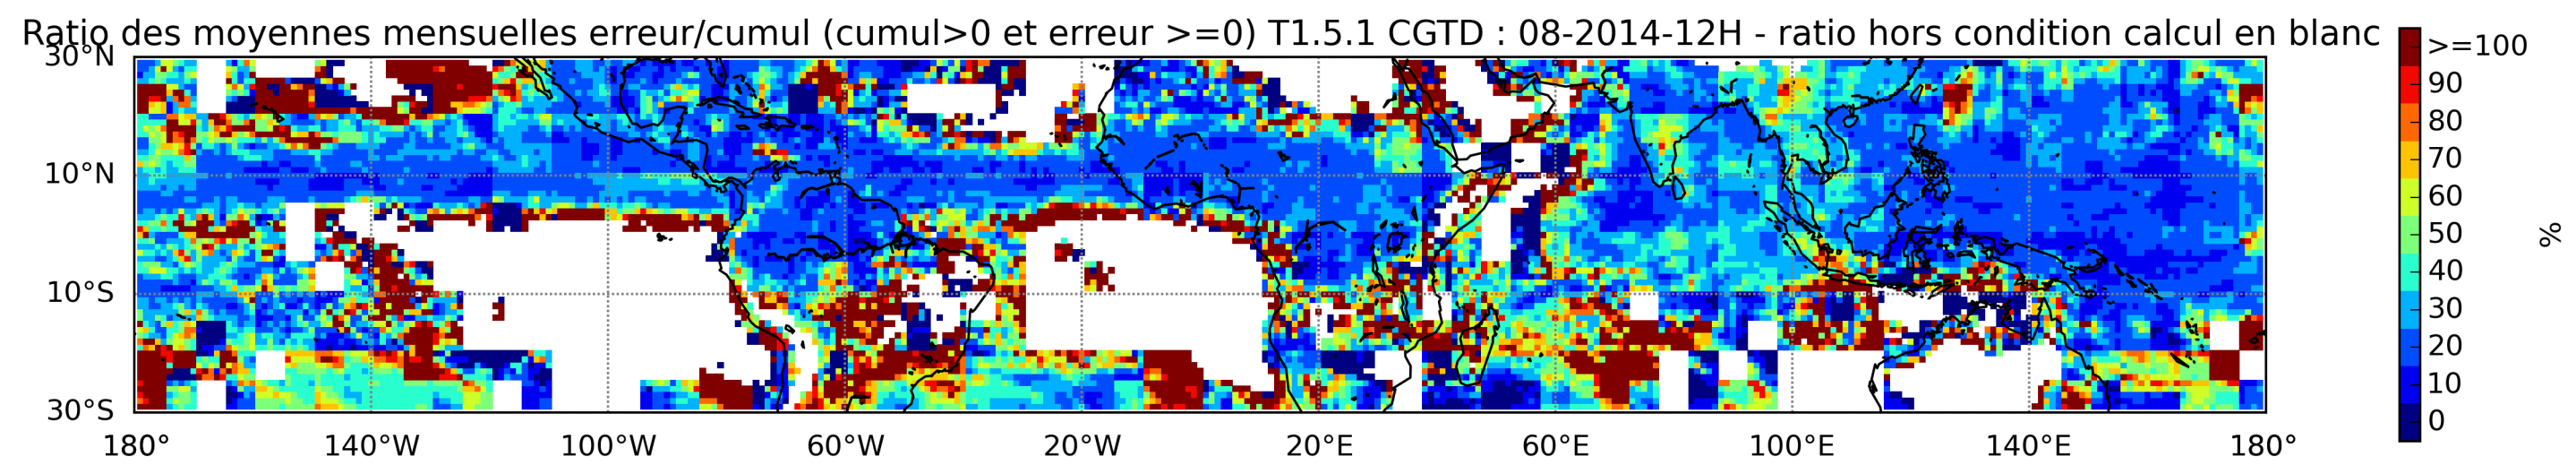 Ratio des moyennes mensuelles erreur/cumul (cumul>0 et erreur >=0) T1.5.1 CGTD : 08-2014-12H - ratio hors condition calcul en blanc
30°N
10°N
10°S
30°S
180° 140°W 100°W 60°W 20°W 20°E 60°E 100°E 140°E 180°
>=100
90
80
70
60
50
40
30
20
10
0
%